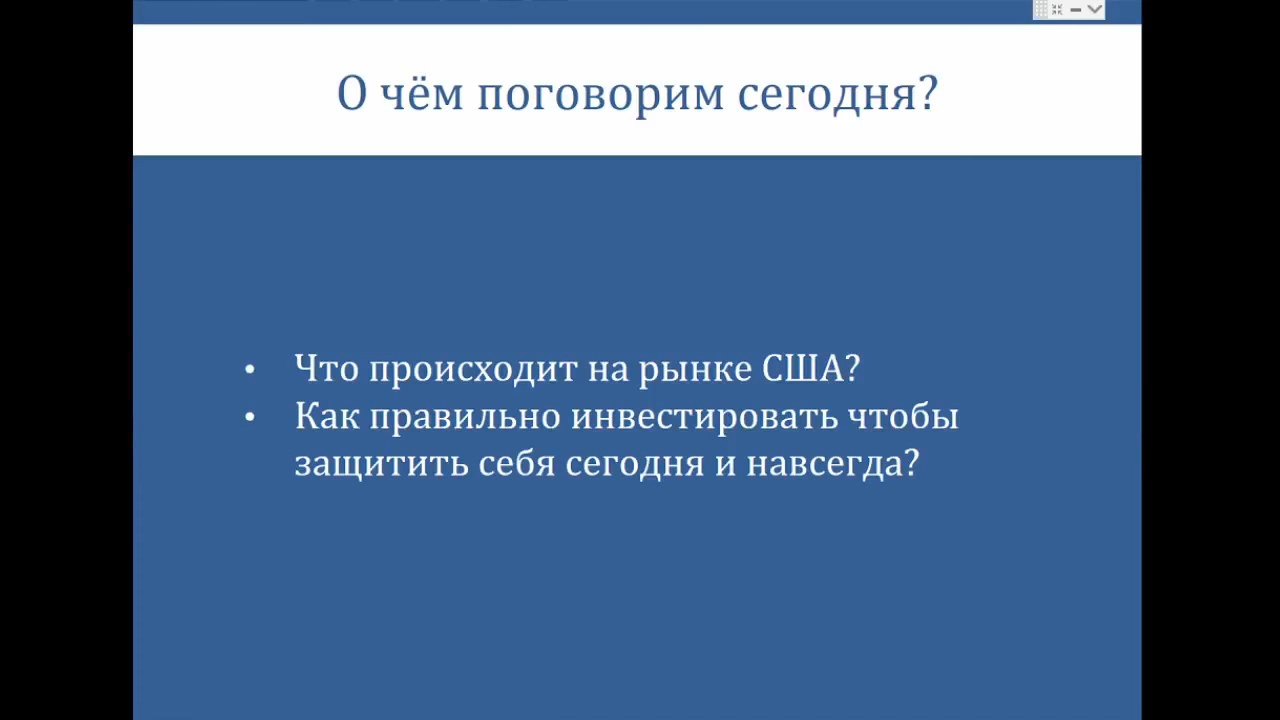 О чём поговорим сегодня?
• Что происходит на рынке США?
• Как правильно инвестировать чтобы
защитить себя сегодня и навсегда?